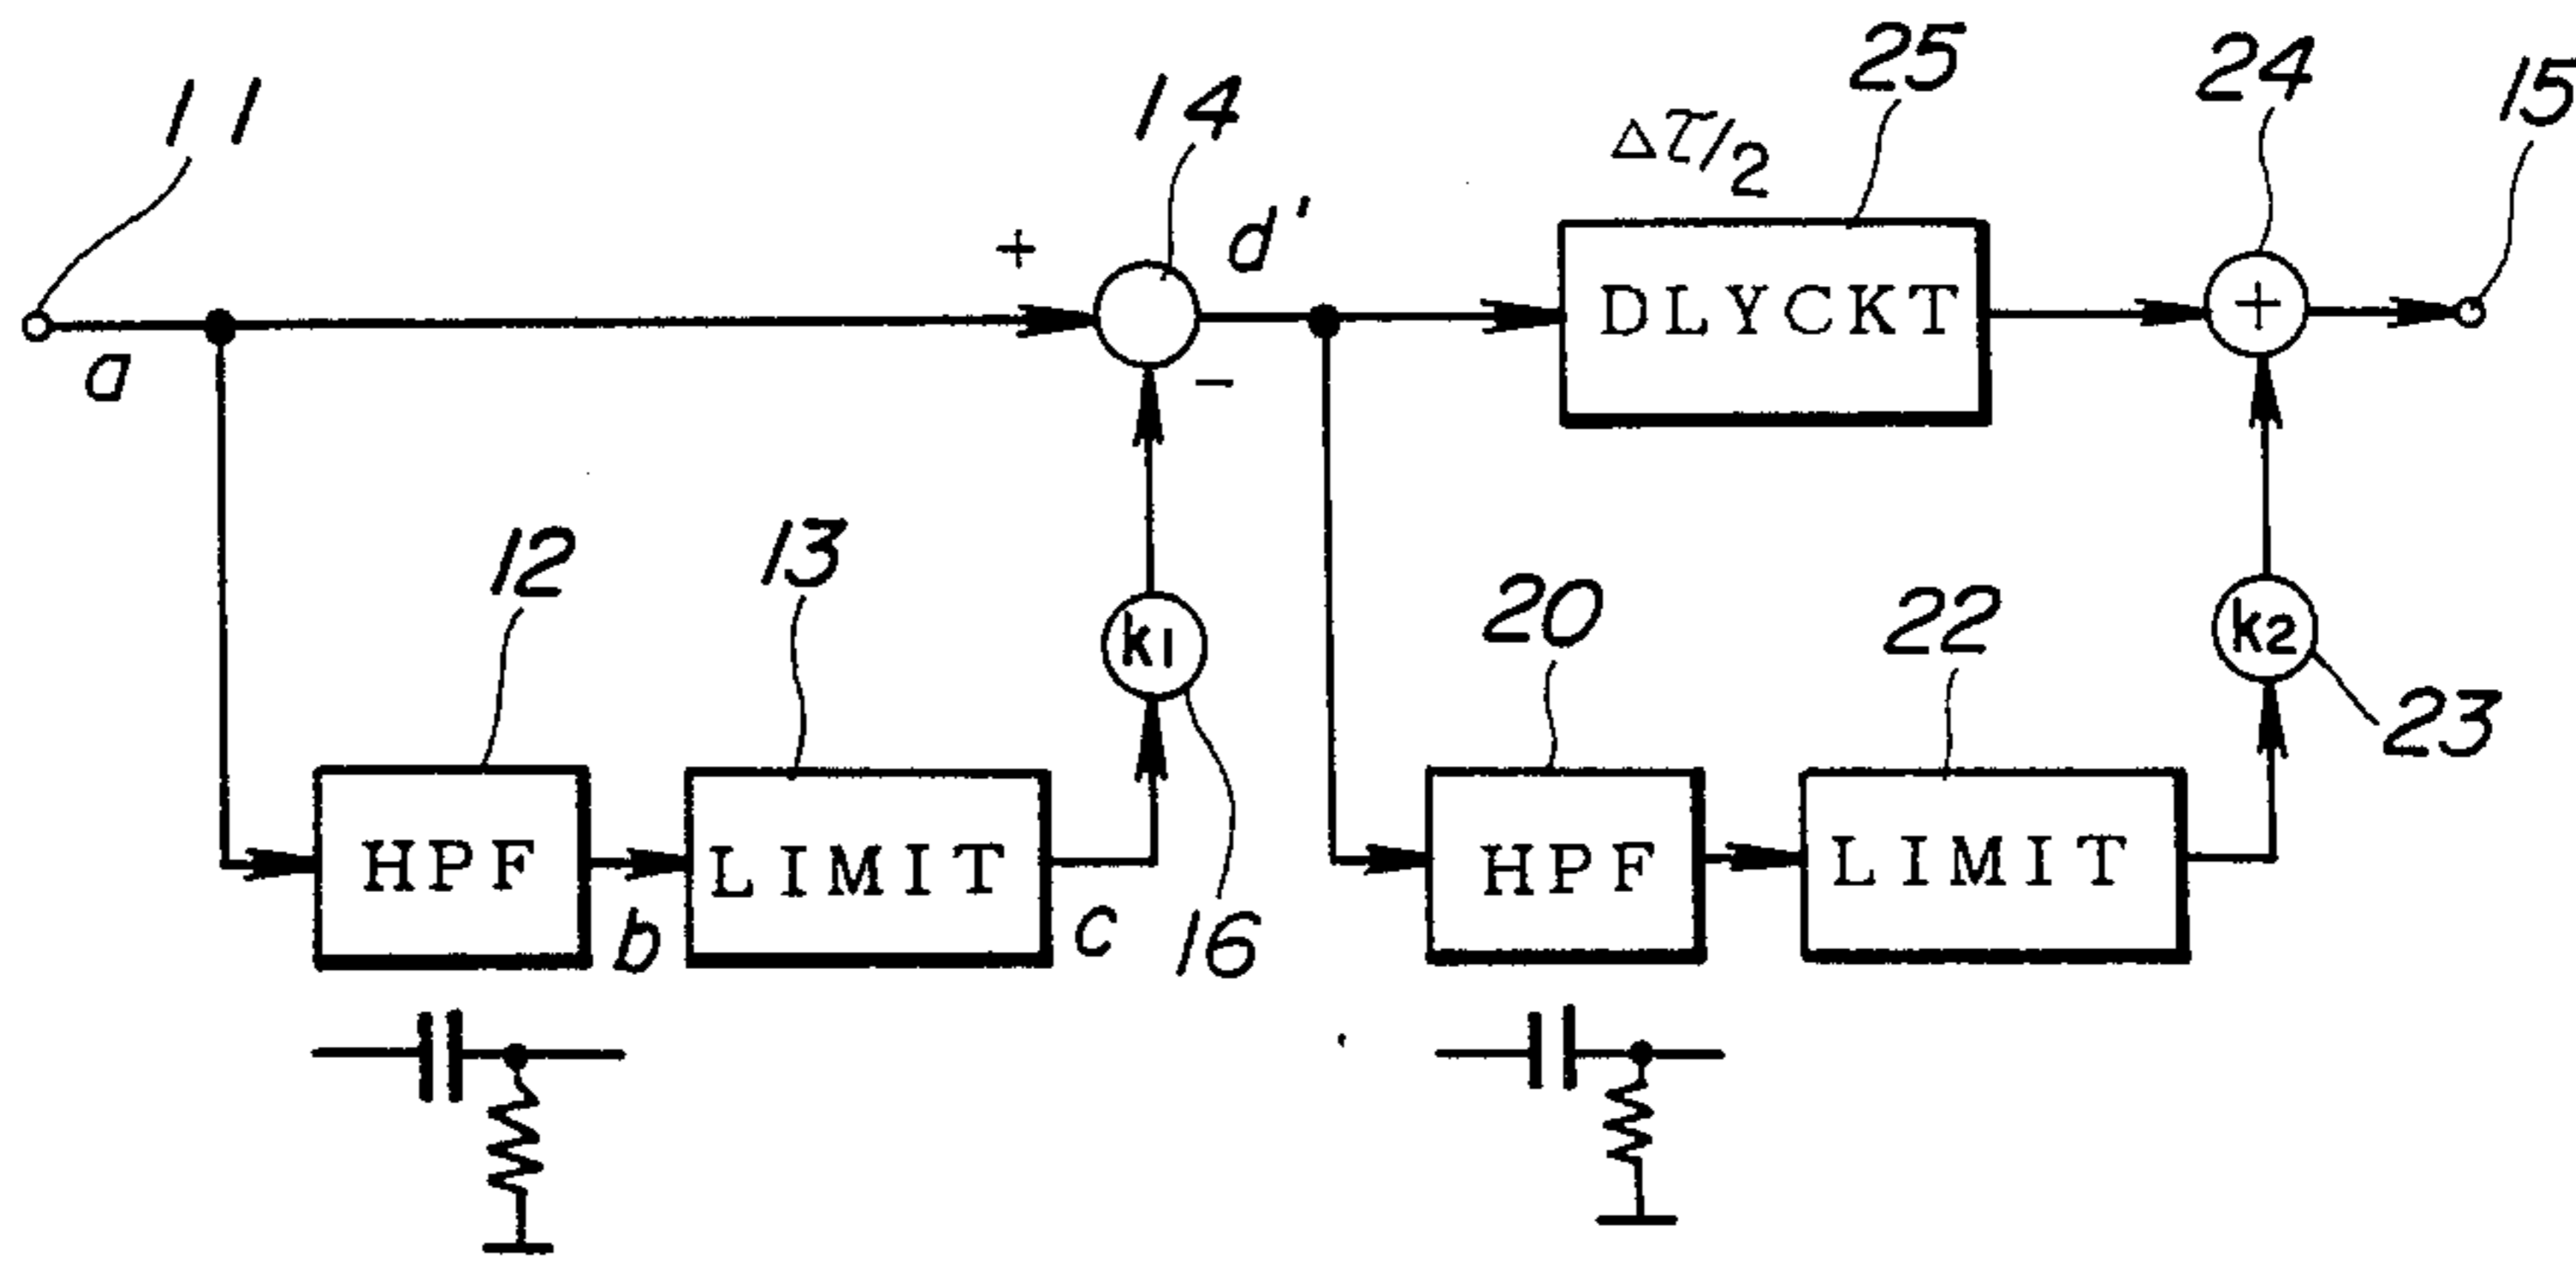 11
14
Δτ/2
25
24
15
+
d'
a
-
DLYCKT
+
12
13
k1
20
22
k2
23
HPF
b
LIMIT
c
16
HPF
LIMIT